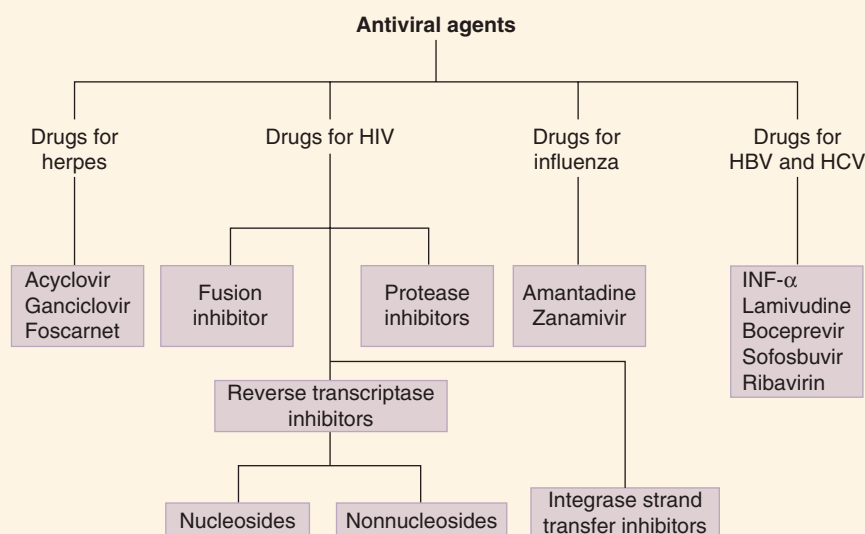 Antiviral agents
Drugs for
herpes
Drugs for HIV
Drugs for
influenza
Drugs for
HBV and HCV
Acyclovir
Ganciclovir
Foscarnet
Fusion
inhibitor
Protease
inhibitors
Amantadine
Zanamivir
INF-α
Lamivudine
Boceprevir
Sofosbuvir
Ribavirin
Reverse transcriptase
inhibitors
Nucleosides
Nonnucleosides
Integrase strand
transfer inhibitors